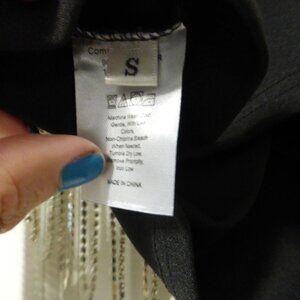 S
Machine Wash
Gentle, With Like
Colors,
Non-Chlorine Bleach
When Needed,
Tumble Dry Low,
Remove Promptly,
Iron Low
MADE IN CHINA